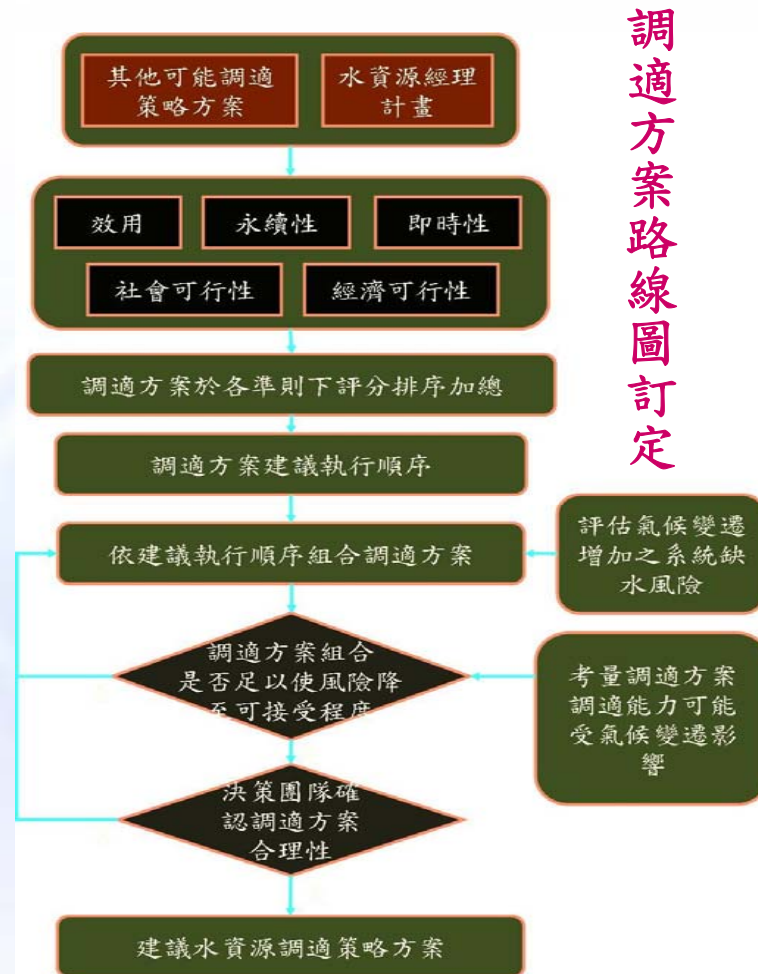 調適方案路線圖訂定
其他可能調適
策略方案
水資源經理
計畫
效用
永續性
即時性
社會可行性
經濟可行性
調適方案於各準則下評分排序加總
調適方案建議執行順序
依建議執行順序組合調適方案
評估氣候變遷
增加之系統缺
水風險
調適方案組合
是否足以使風險降
至可接受程度
考量調適方案
調適能力可能
受氣候變遷影
響
決策團隊確
認調適方案
合理性
建議水資源調適策略方案